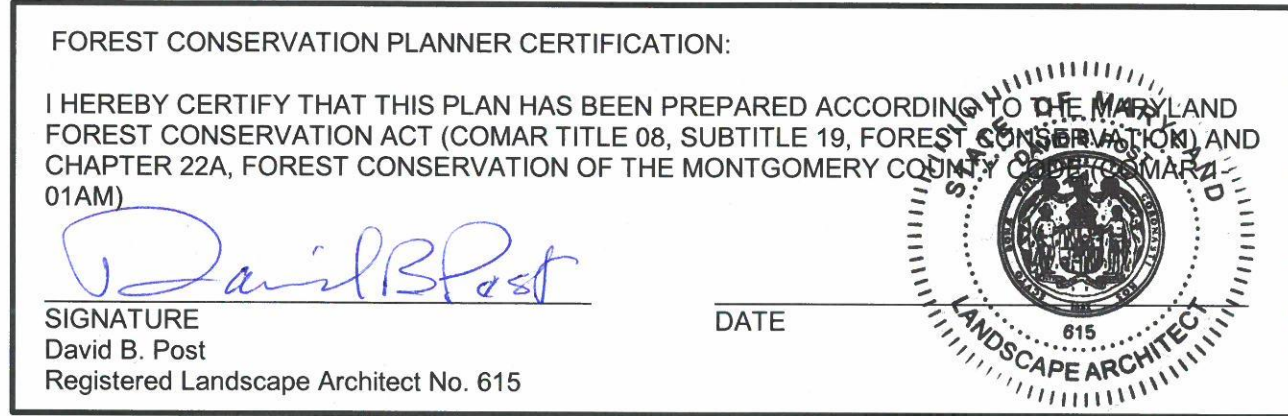 FOREST CONSERVATION PLANNER CERTIFICATION:
I HEREBY CERTIFY THAT THIS PLAN HAS BEEN PREPARED ACCORDING TO THE MARYLAND
FOREST CONSERVATION ACT (COMAR TITLE 08, SUBTITLE 19, FOREST CONSERVATION) AND
CHAPTER 22A, FOREST CONSERVATION OF THE MONTGOMERY COUNTY CODE (COMAR
01AM)
David B Post
SIGNATURE
DATE
David B. Post
Registered Landscape Architect No. 615
STATE OF MARYLAND
DAVID B. POST
615
LANDSCAPE ARCHITECT